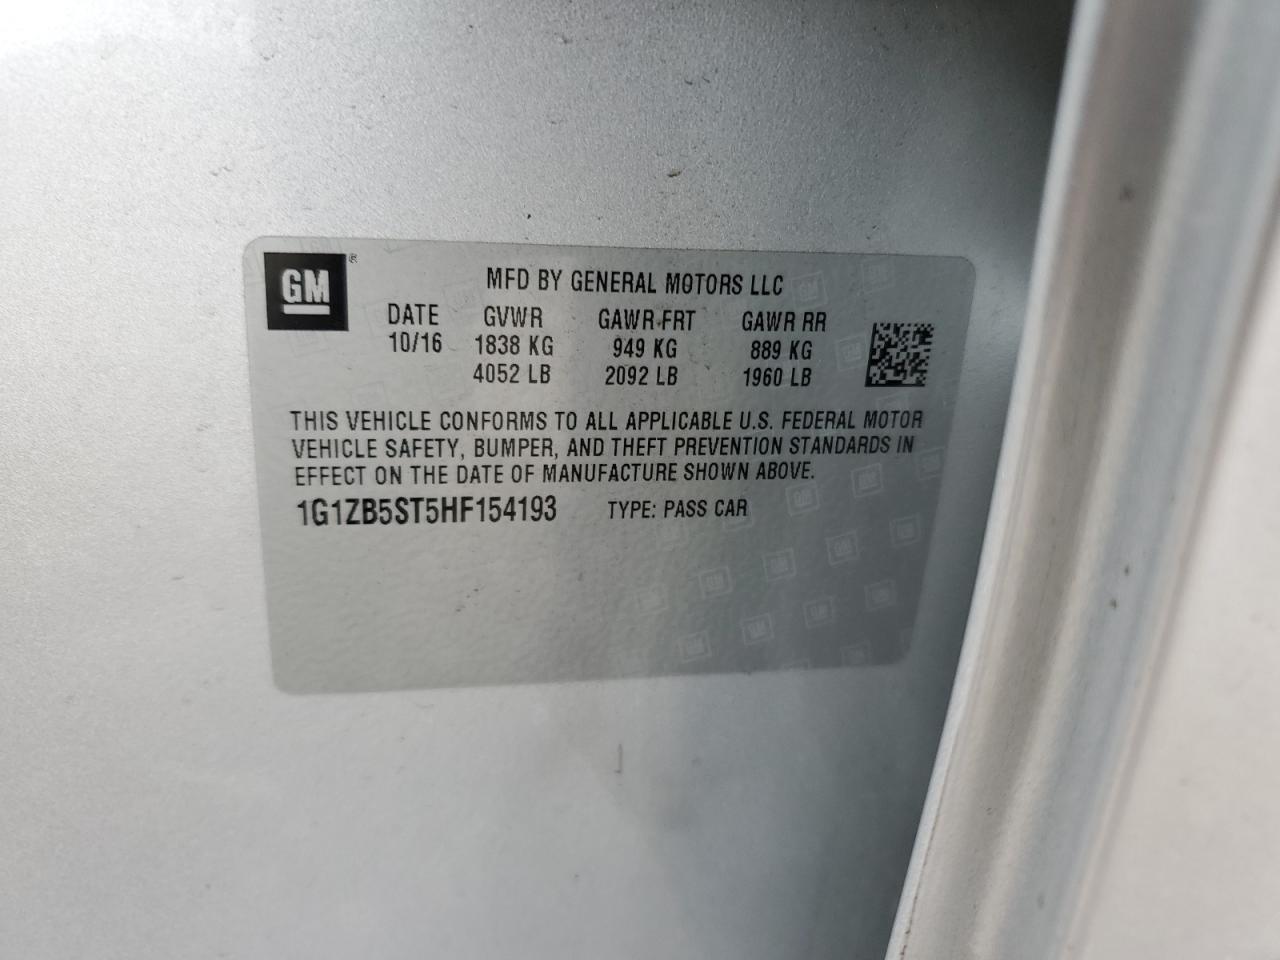 GM®
MFD BY GENERAL MOTORS LLC
DATE GVWR GAWR FRT GAWR RR
10/16 1838 KG 949 KG 889 KG
4052 LB 2092 LB 1960 LB
THIS VEHICLE CONFORMS TO ALL APPLICABLE U.S. FEDERAL MOTOR
VEHICLE SAFETY, BUMPER, AND THEFT PREVENTION STANDARDS IN
EFFECT ON THE DATE OF MANUFACTURE SHOWN ABOVE.
1G1ZB5ST5HF154193 TYPE: PASS CAR